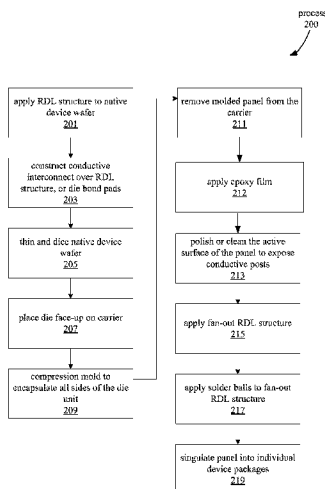 process
200
apply RDL structure to native
device wafer
201
construct conductive
interconnect over RDL
structure, or die bond pads
203
thin and dice native device
wafer
205
place die face-up on carrier
207
compression mold to
encapsulate all sides of the die
unit
209
remove molded panel from the
carrier
211
apply epoxy film
212
polish or clean the active
surface of the panel to expose
conductive posts
213
apply fan-out RDL structure
215
apply solder balls to fan-out
RDL structure
217
singulate panel into individual
device packages
219